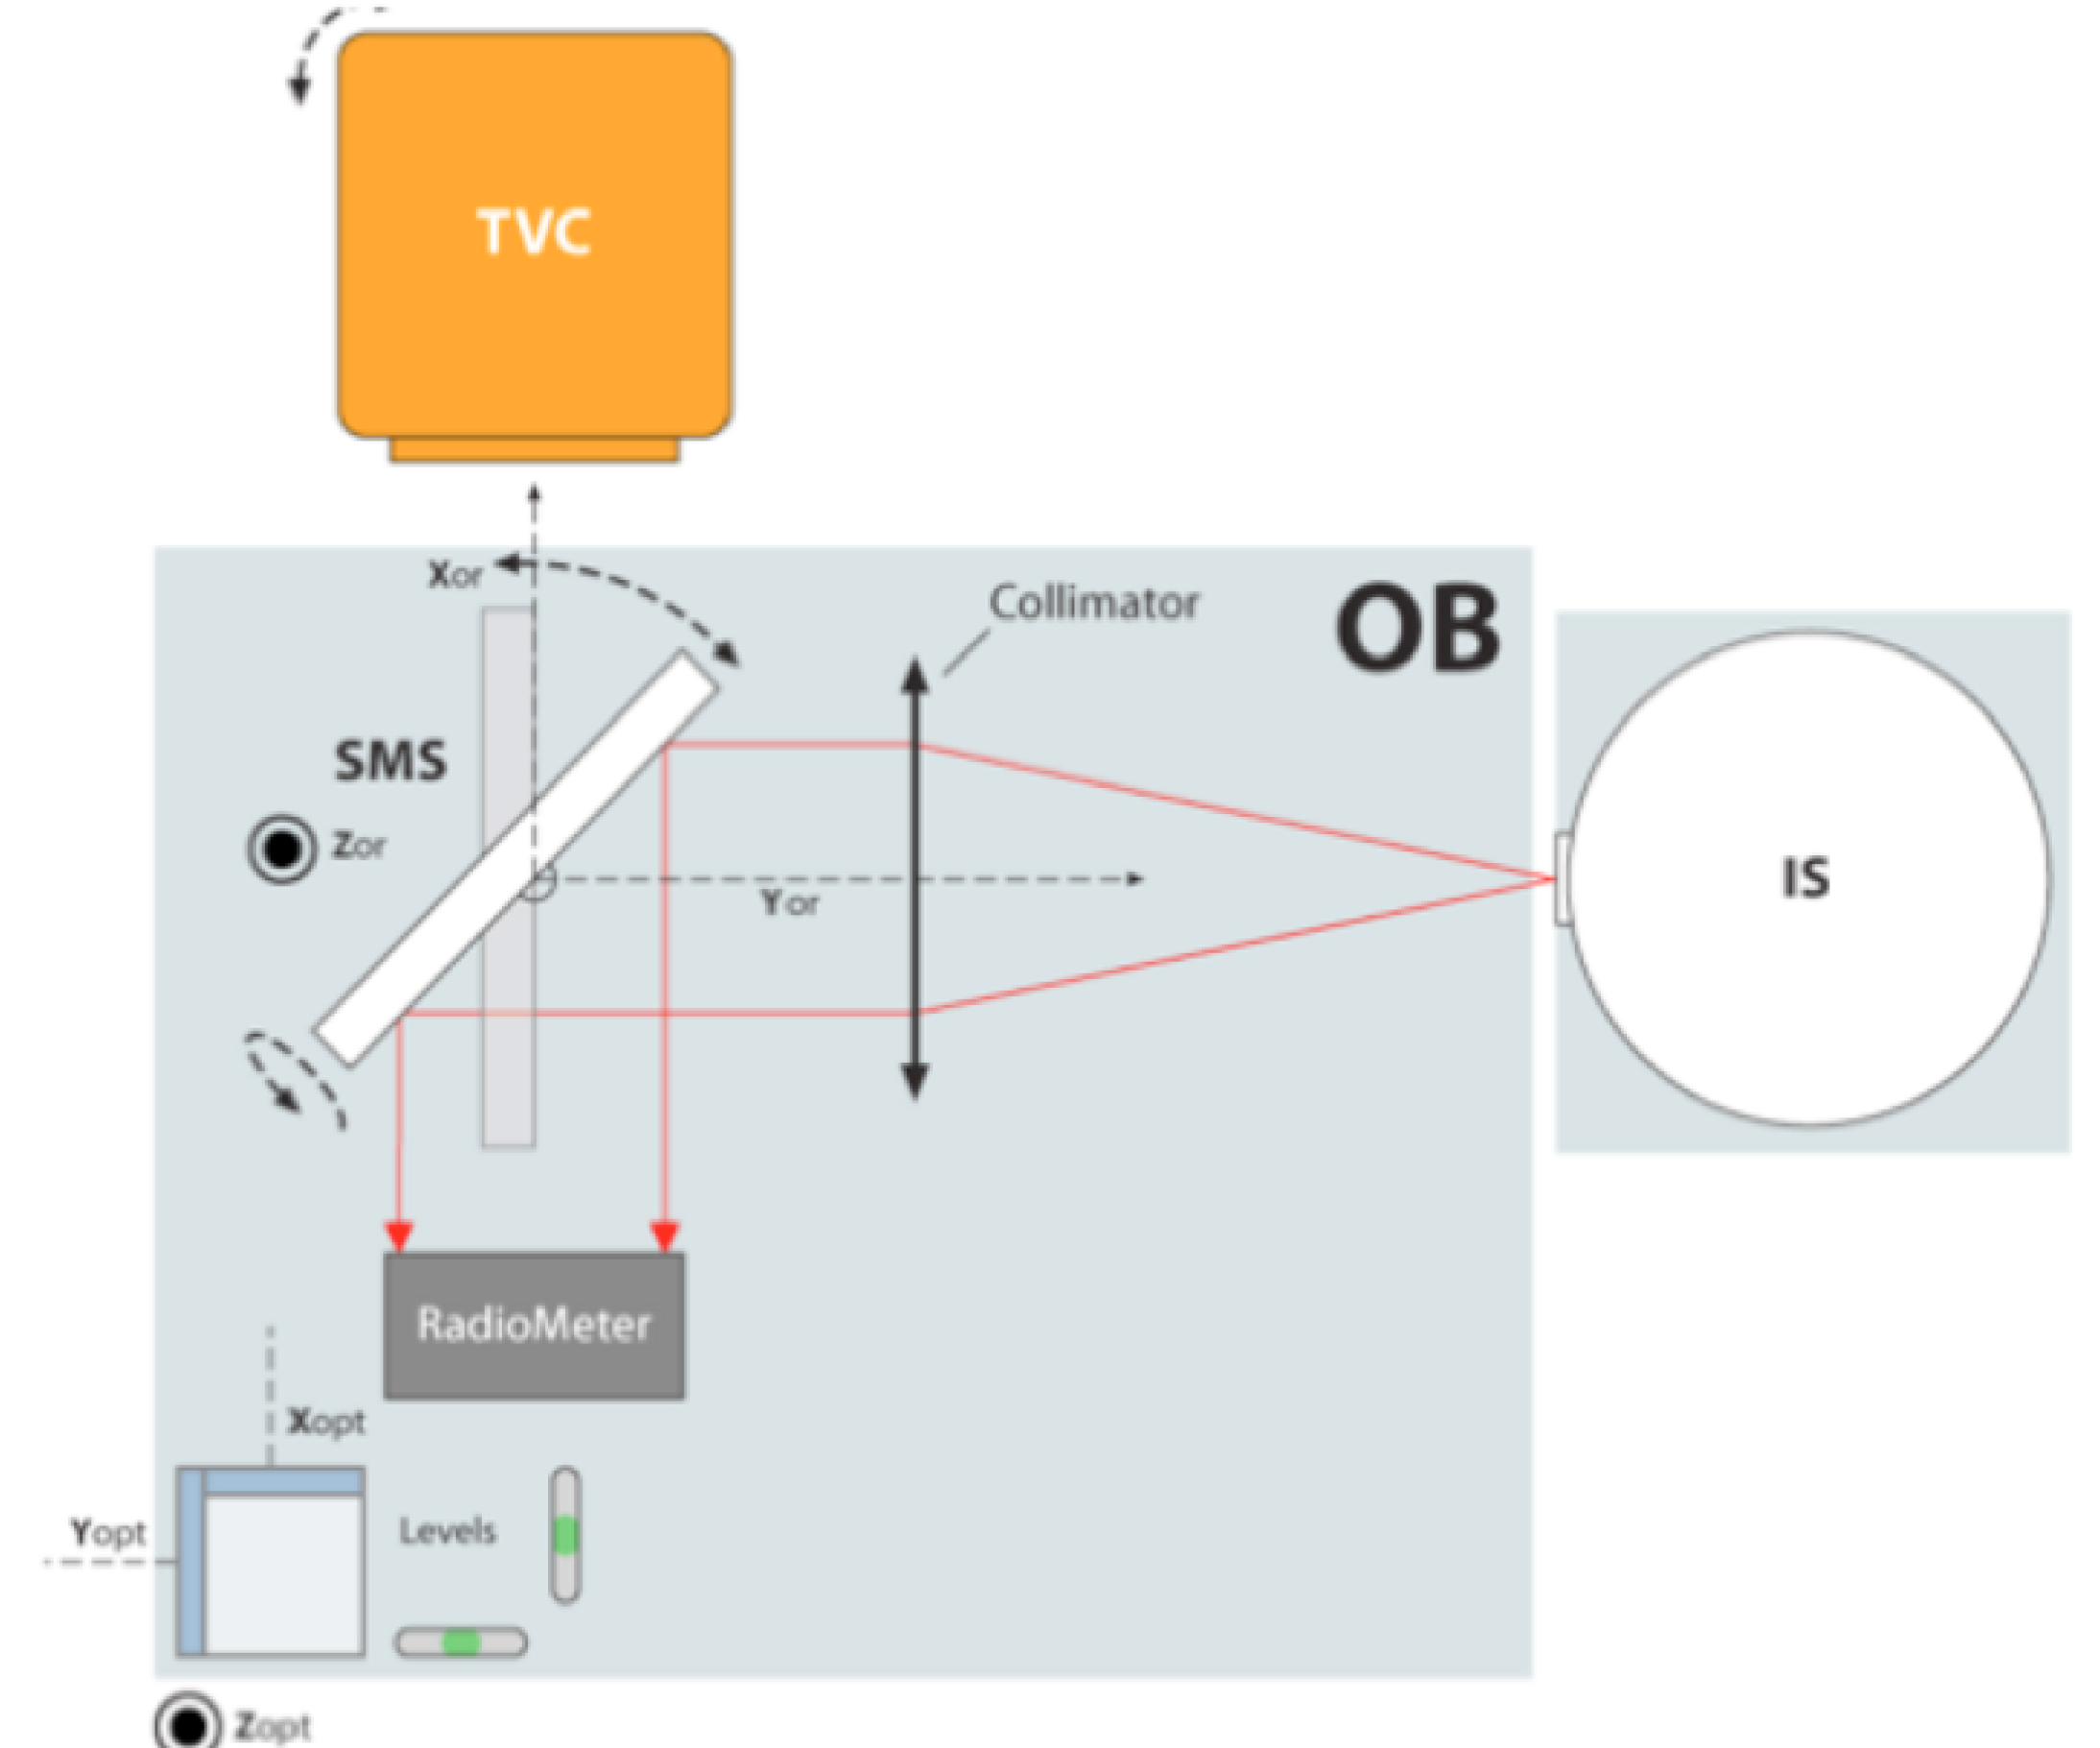 TVC
Xor
Collimator
OB
SMS
Zor
Yor
IS
RadioMeter
Xopt
Yopt
Levels
Zopt